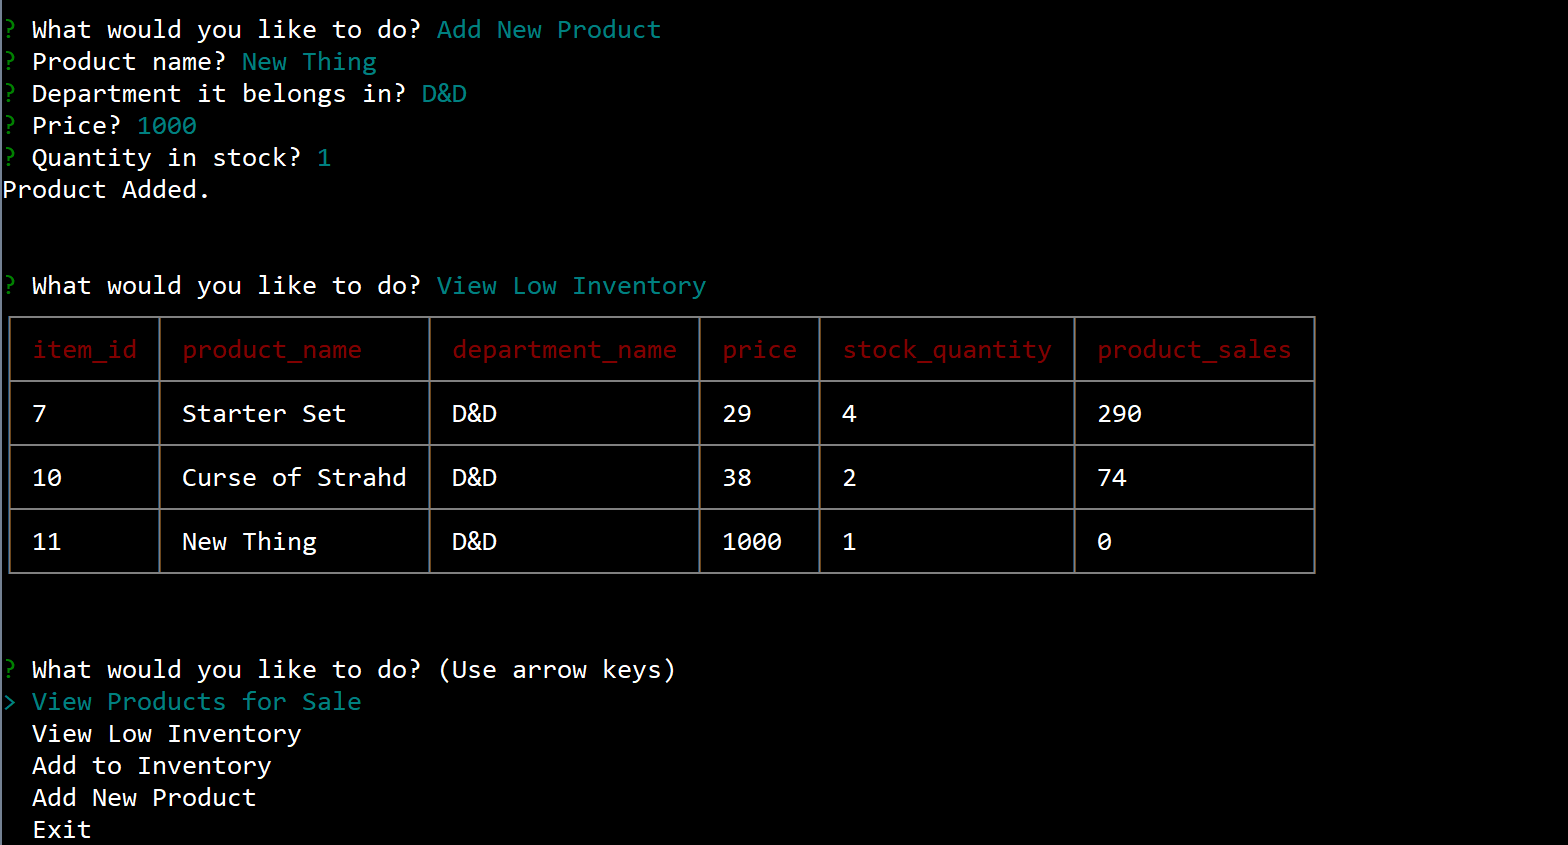 ? What would you like to do? Add New Product
? Product name? New Thing
? Department it belongs in? D&D
? Price? 1000
? Quantity in stock? 1
Product Added.
? What would you like to do? View Low Inventory
item_id product_name department_name price stock_quantity product_sales
7 Starter Set D&D 29 4 290
10 Curse of Strahd D&D 38 2 74
11 New Thing D&D 1000 1 0
? What would you like to do? (Use arrow keys)
> View Products for Sale
View Low Inventory
Add to Inventory
Add New Product
Exit